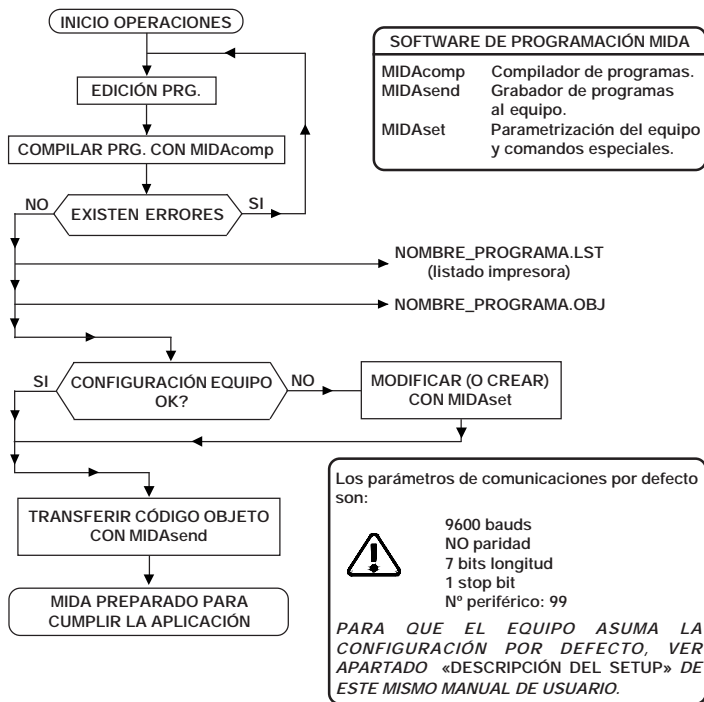 INICIO OPERACIONES
EDICIÓN PRG.
COMPILAR PRG. CON MIDAcomp
NO
EXISTEN ERRORES
SI
SOFTWARE DE PROGRAMACIÓN MIDA
MIDAcomp Compilador de programas.
MIDAsend Grabador de programas
al equipo.
MIDAset Parametrización del equipo
y comandos especiales.
NOMBRE_PROGRAMA.LST
(listado impresora)
NOMBRE_PROGRAMA.OBJ
SI
CONFIGURACIÓN EQUIPO
OK?
NO
MODIFICAR (O CREAR)
CON MIDAset
TRANSFERIR CÓDIGO OBJETO
CON MIDAsend
MIDA PREPARADO PARA
CUMPLIR LA APLICACIÓN
Los parámetros de comunicaciones por defecto
son:
9600 bauds
NO paridad
7 bits longitud
1 stop bit
Nº periférico: 99
PARA QUE EL EQUIPO ASUMA LA
CONFIGURACIÓN POR DEFECTO, VER
APARTADO «DESCRIPCIÓN DEL SETUP» DE
ESTE MISMO MANUAL DE USUARIO.